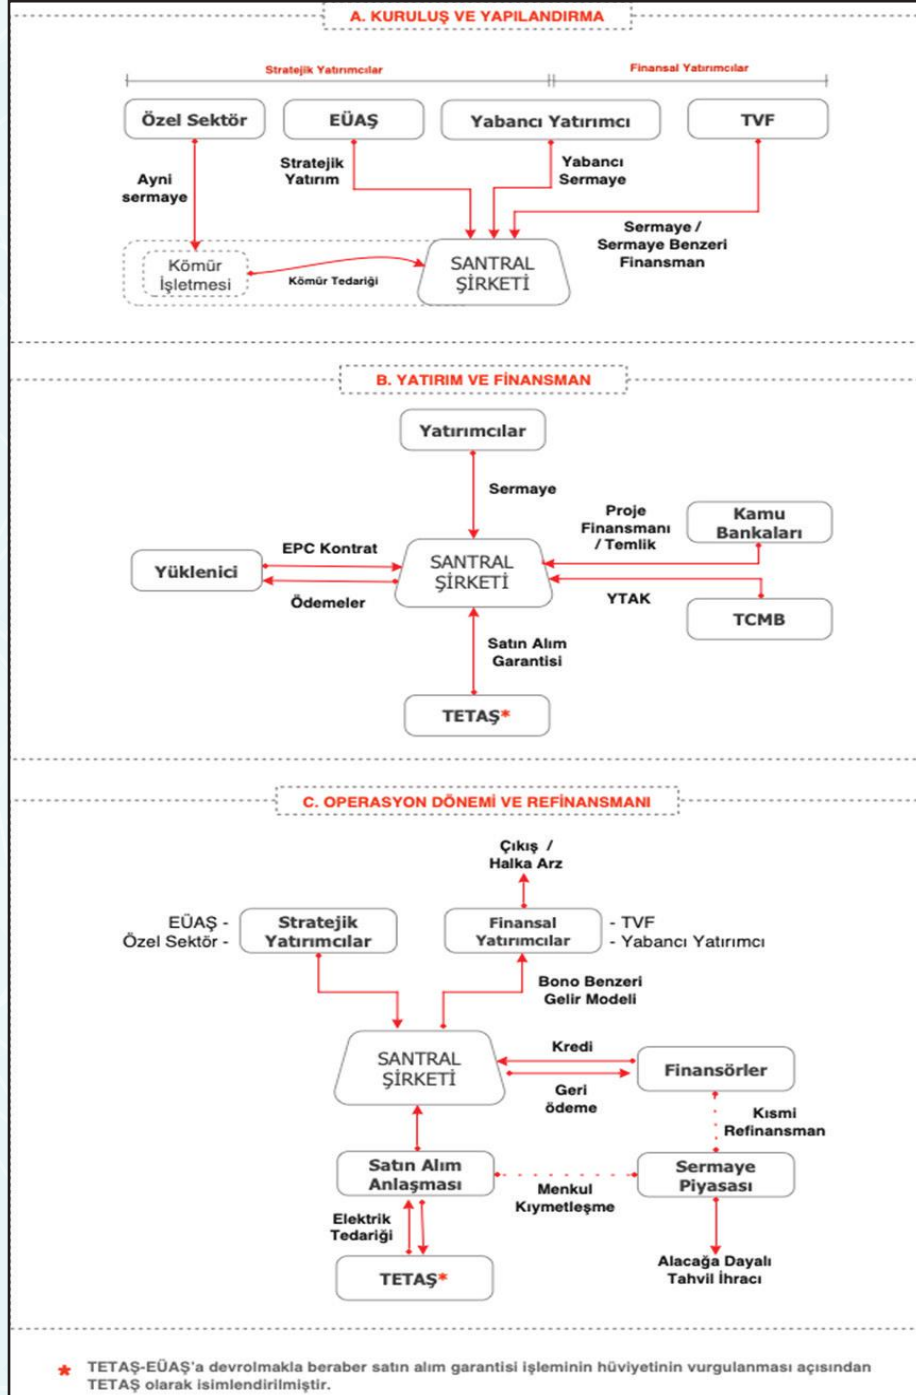 A. KURULUŞ VE YAPILANDIRMA
Stratejik Yatırımcılar
Finansal Yatırımcılar
Özel Sektör
EÜAŞ
Yabancı Yatırımcı
TVF
Ayni
sermaye
Stratejik
Yatırım
Yabancı
Sermaye
Sermaye /
Sermaye Benzeri
Finansman
Kömür
İşletmesi
Kömür Tedariği
SANTRAL
ŞİRKETİ
B. YATIRIM VE FİNANSMAN
Yatırımcılar
Sermaye
Proje
Finansmanı
/ Temlik
Kamu
Bankaları
EPC Kontrat
Yüklenici
SANTRAL
ŞİRKETİ
Ödemeler
YTAK
TCMB
Satın Alım
Garantisi
TETAŞ*
C. OPERASYON DÖNEMİ VE REFİNANSMANI
Çıkış /
Halka Arz
EÜAŞ -
Özel Sektör -
Stratejik
Yatırımcılar
Finansal
Yatırımcılar
- TVF
- Yabancı Yatırımcı
Bono Benzeri
Gelir Modeli
SANTRAL
ŞİRKETİ
Kredi
Geri
ödeme
Finansörler
Kısmi
Refinansman
Satın Alım
Anlaşması
Menkul
Kıymetleşme
Sermaye
Piyasası
Elektrik
Tedariği
TETAŞ*
Alacağa Dayalı
Tahvil İhracı
* TETAŞ-EÜAŞ'a devrolmakla beraber satın alım garantisi işleminin hüviyetinin vurgulanması açısından
TETAŞ olarak isimlendirilmiştir.